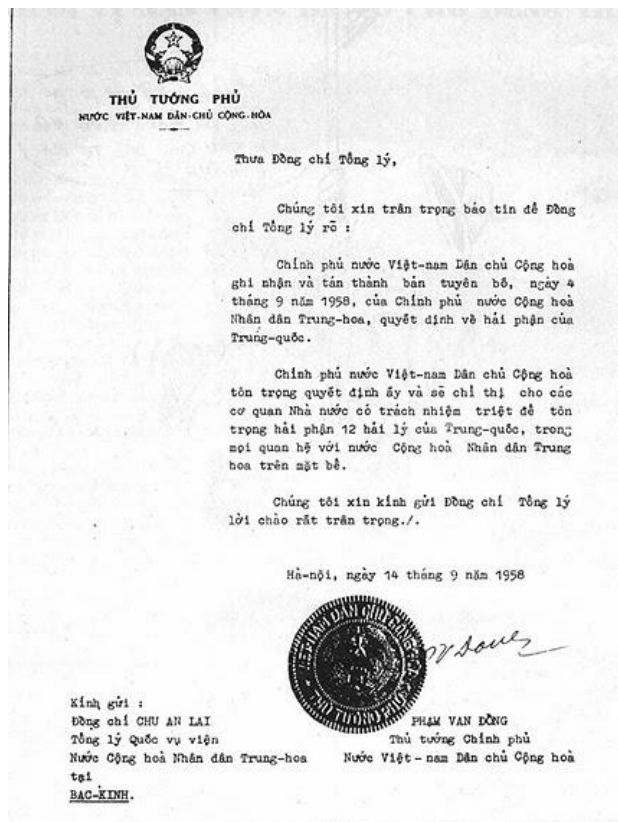 THỦ TƯỚNG PHỦ
NƯỚC VIỆT-NAM DÂN-CHỦ CỘNG-HÒA
Thưa Đồng chí Tổng lý,
Chúng tôi xin trân trọng báo tin để Đồng
chí Tổng lý rõ :
Chính phủ nước Việt-nam Dân chủ Cộng hoà
ghi nhận và tán thành bản tuyên bố, ngày 4
tháng 9 năm 1958, của Chính phủ nước Cộng hoà
Nhân dân Trung-hoa, quyết định về hải phận của
Trung-quốc.
Chính phủ nước Việt-nam Dân chủ Cộng hoà
tôn trọng quyết định ấy và sẽ chỉ thị cho các
cơ quan Nhà nước có trách nhiệm triệt để tôn
trọng hải phận 12 hải lý của Trung-quốc, trong
mọi quan hệ với nước Cộng hoà Nhân dân Trung
hoa trên mặt bể.
Chúng tôi xin kính gửi Đồng chí Tổng lý
lời chào rất trân trọng./.
Hà-nội, ngày 14 tháng 9 năm 1958
Kính gửi :
Đồng chí CHU AN LAI
Tổng lý Quốc vụ viện
Nước Cộng hoà Nhân dân Trung-hoa
tại
BẮC-KINH.
PHẠM VAN ĐỒNG
Thủ tướng Chính phủ
Nước Việt-nam Dân chủ Cộng hoà